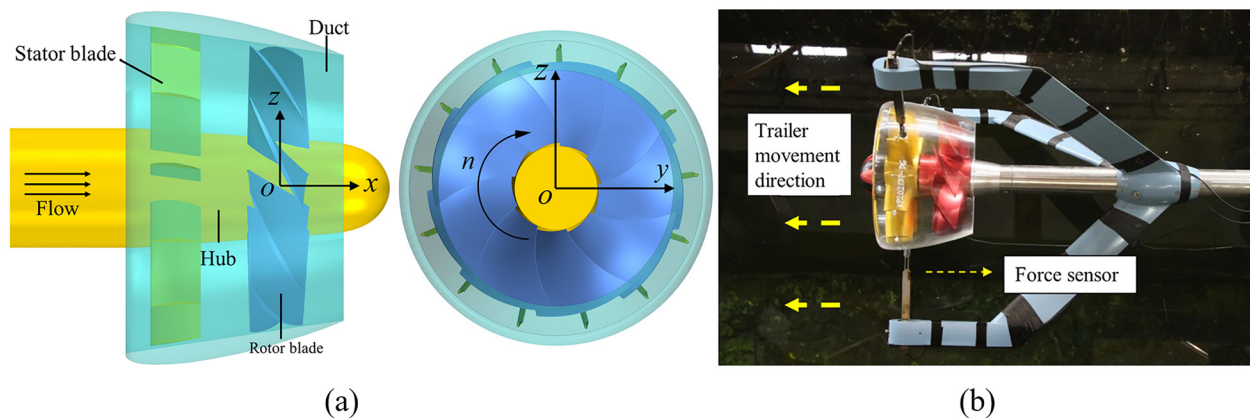 Stator blade
Duct
z
o
x
Flow
Hub
Rotor blade
z
n
o
y
(a)
Trailer
movement
direction
Force sensor
(b)